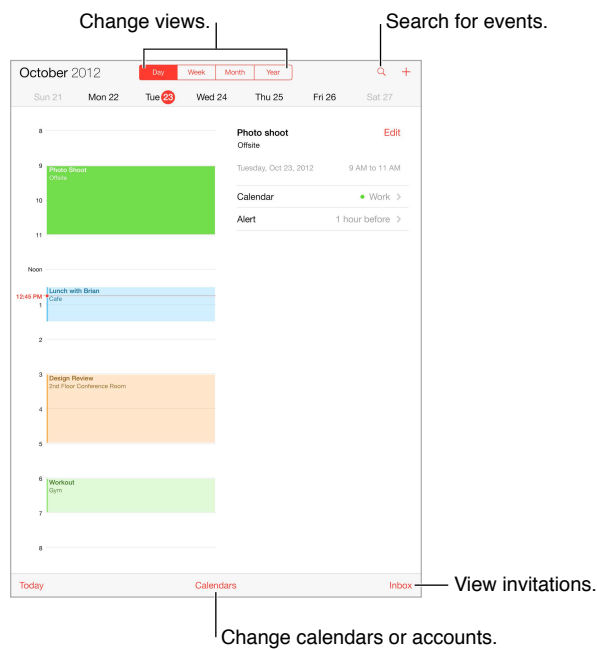 Change views.
Search for events.
October 2012
Day Week Month Year
Sun 21 Mon 22 Tue 23 Wed 24 Thu 25 Fri 26 Sat 27
8
Photo shoot Edit
Offsite
9
Photo Shoot
Offsite
Tuesday, Oct 23, 2012 9 AM to 11 AM
10
Calendar Work
Alert 1 hour before
11
Noon
Lunch with Brian
12:45 PM
Cafe
1
2
3
Design Review
2nd Floor Conference Room
4
5
6
Workout
Gym
7
8
Today Calendars Inbox
View invitations.
Change calendars or accounts.